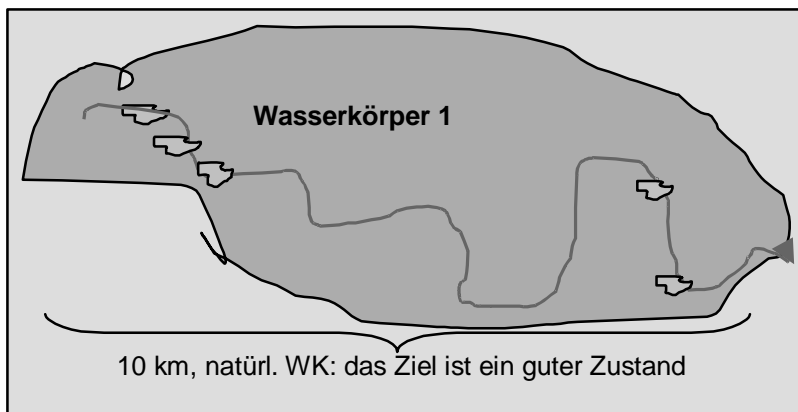 Wasserkörper 1
10 km, natürl. WK: das Ziel ist ein guter Zustand